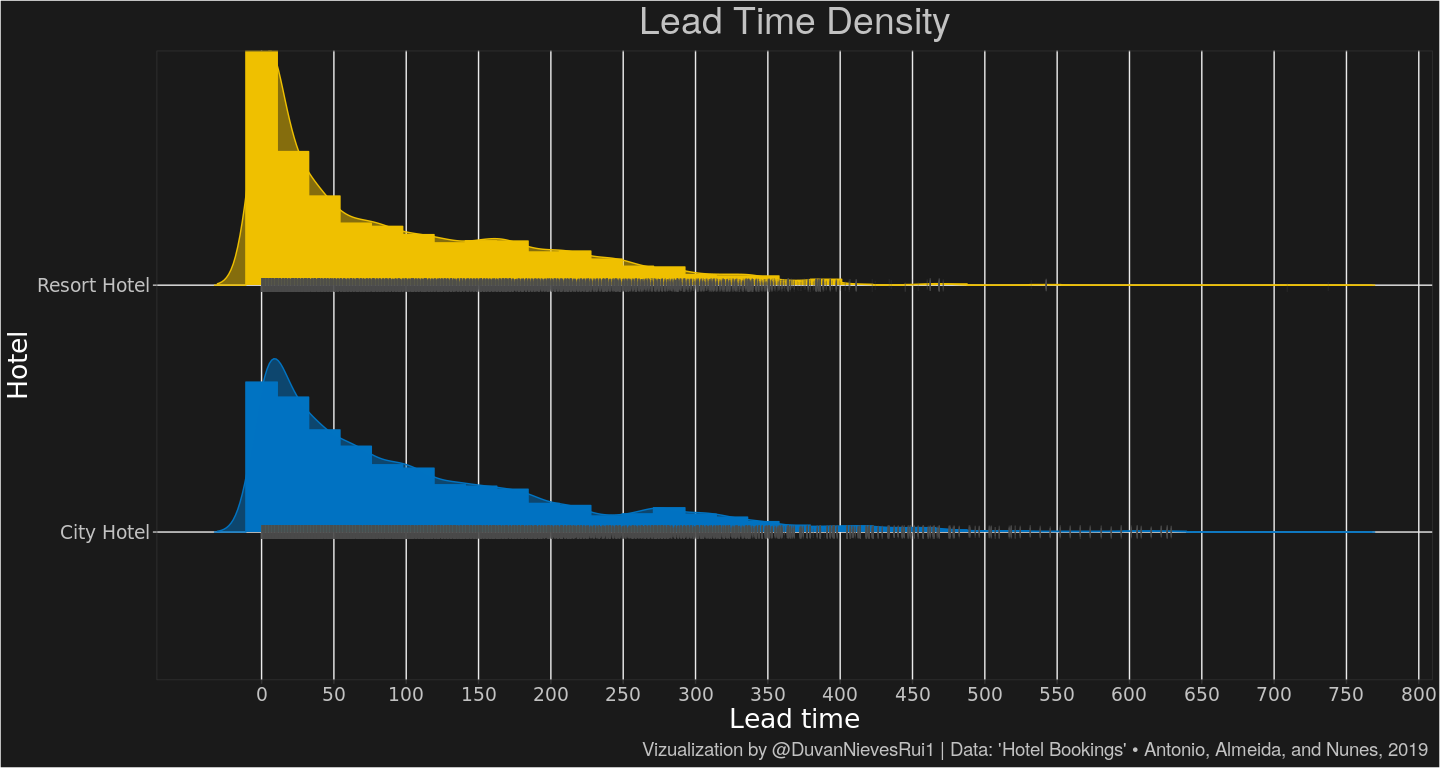 Lead Time Density
Hotel
Resort Hotel
City Hotel
0 50 100 150 200 250 300 350 400 450 500 550 600 650 700 750 800
Lead time
Vizualization by @DuvanNievesRui1 | Data: 'Hotel Bookings' • Antonio, Almeida, and Nunes, 2019